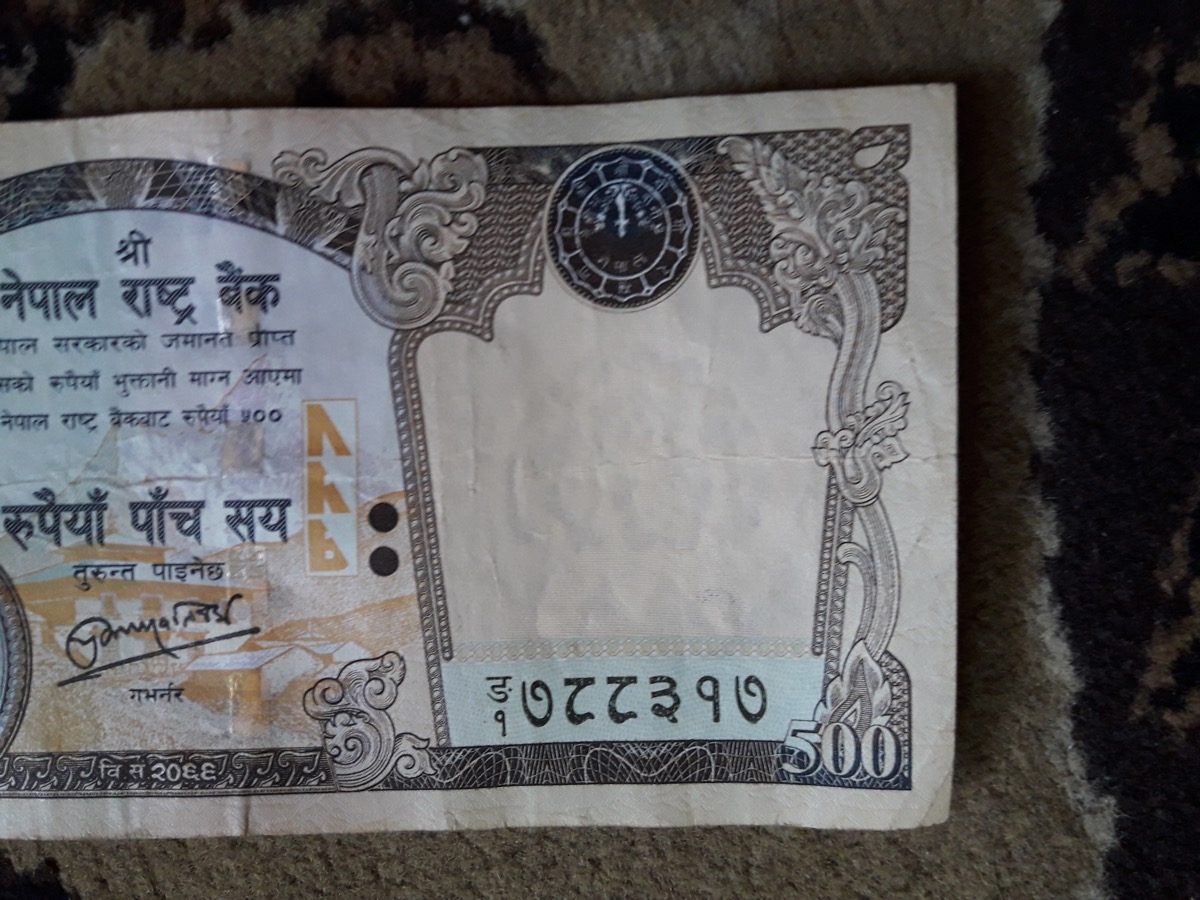 श्री
नेपाल राष्ट्र बैंक
पाल सरकारको जमानत प्राप्त
सको रुपैयाँ भुक्तानी माग्न आएमा
नेपाल राष्ट्र बैंकबाट रुपैयाँ ५००
रुपैयाँ पाँच सय
तुरुन्त पाइनेछ
गभर्नर
वि सं २०६६
ङ
१ ७८८३१७
500